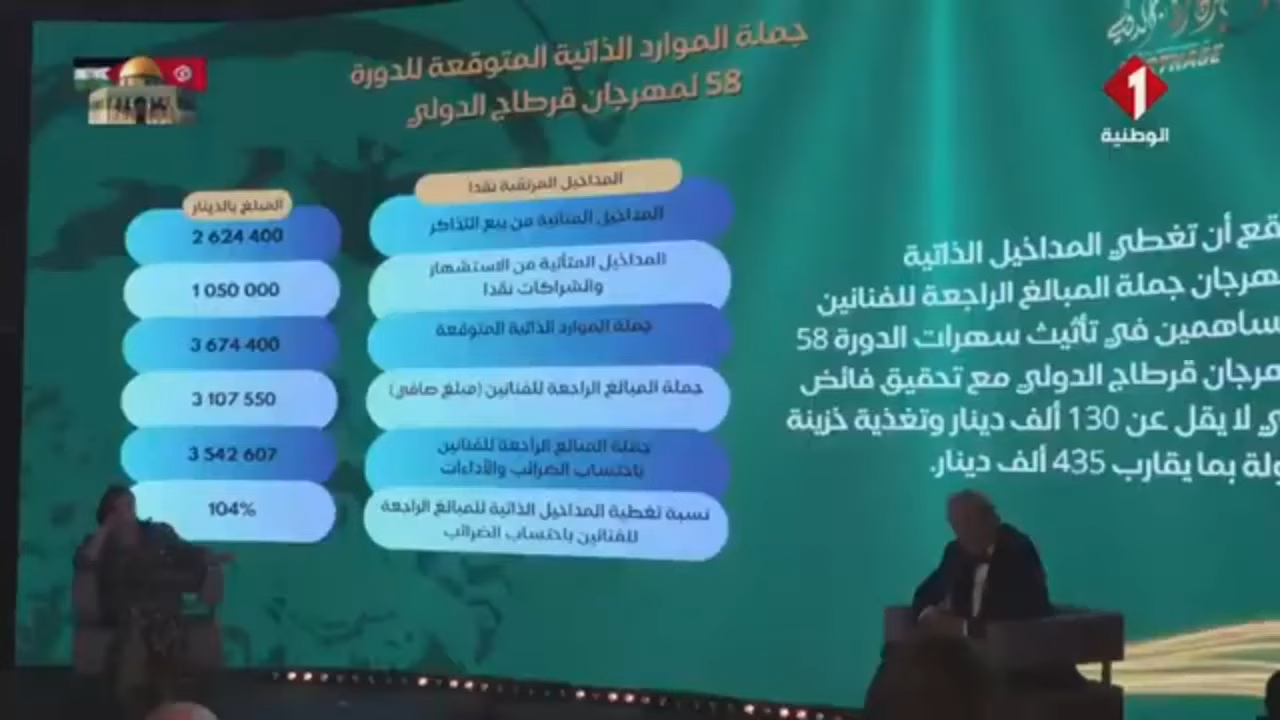 جملة الموارد الذاتية المتوقعة للدورة
58 لمهرجان قرطاج الدولي
1
الوطنية
المداخيل المرتقبة نقدا
المبلغ بالدينار
المداخيل المتأتية من بيع التذاكر
2 624 400
المداخيل المتأتية من الاستشهار
والشراكات نقدا
1 050 000
جملة الموارد الذاتية المتوقعة
3 674 400
جملة المبالغ الراجعة للفنانين (مبلغ صافي)
3 107 550
جملة المبالغ الراجعة للفنانين
باحتساب الضرائب والأداءات
3 542 607
نسبة تغطية المداخيل الذاتية للمبالغ الراجعة
للفنانين باحتساب الضرائب
104%
أن تغطي المداخيل الذاتية
جملة المبالغ الراجعة للفنانين
في تأثيث سهرات الدورة 58
قرطاج الدولي مع تحقيق فائض
لا يقل عن 130 ألف دينار وتغذية خزينة
بما يقارب 435 ألف دينار.